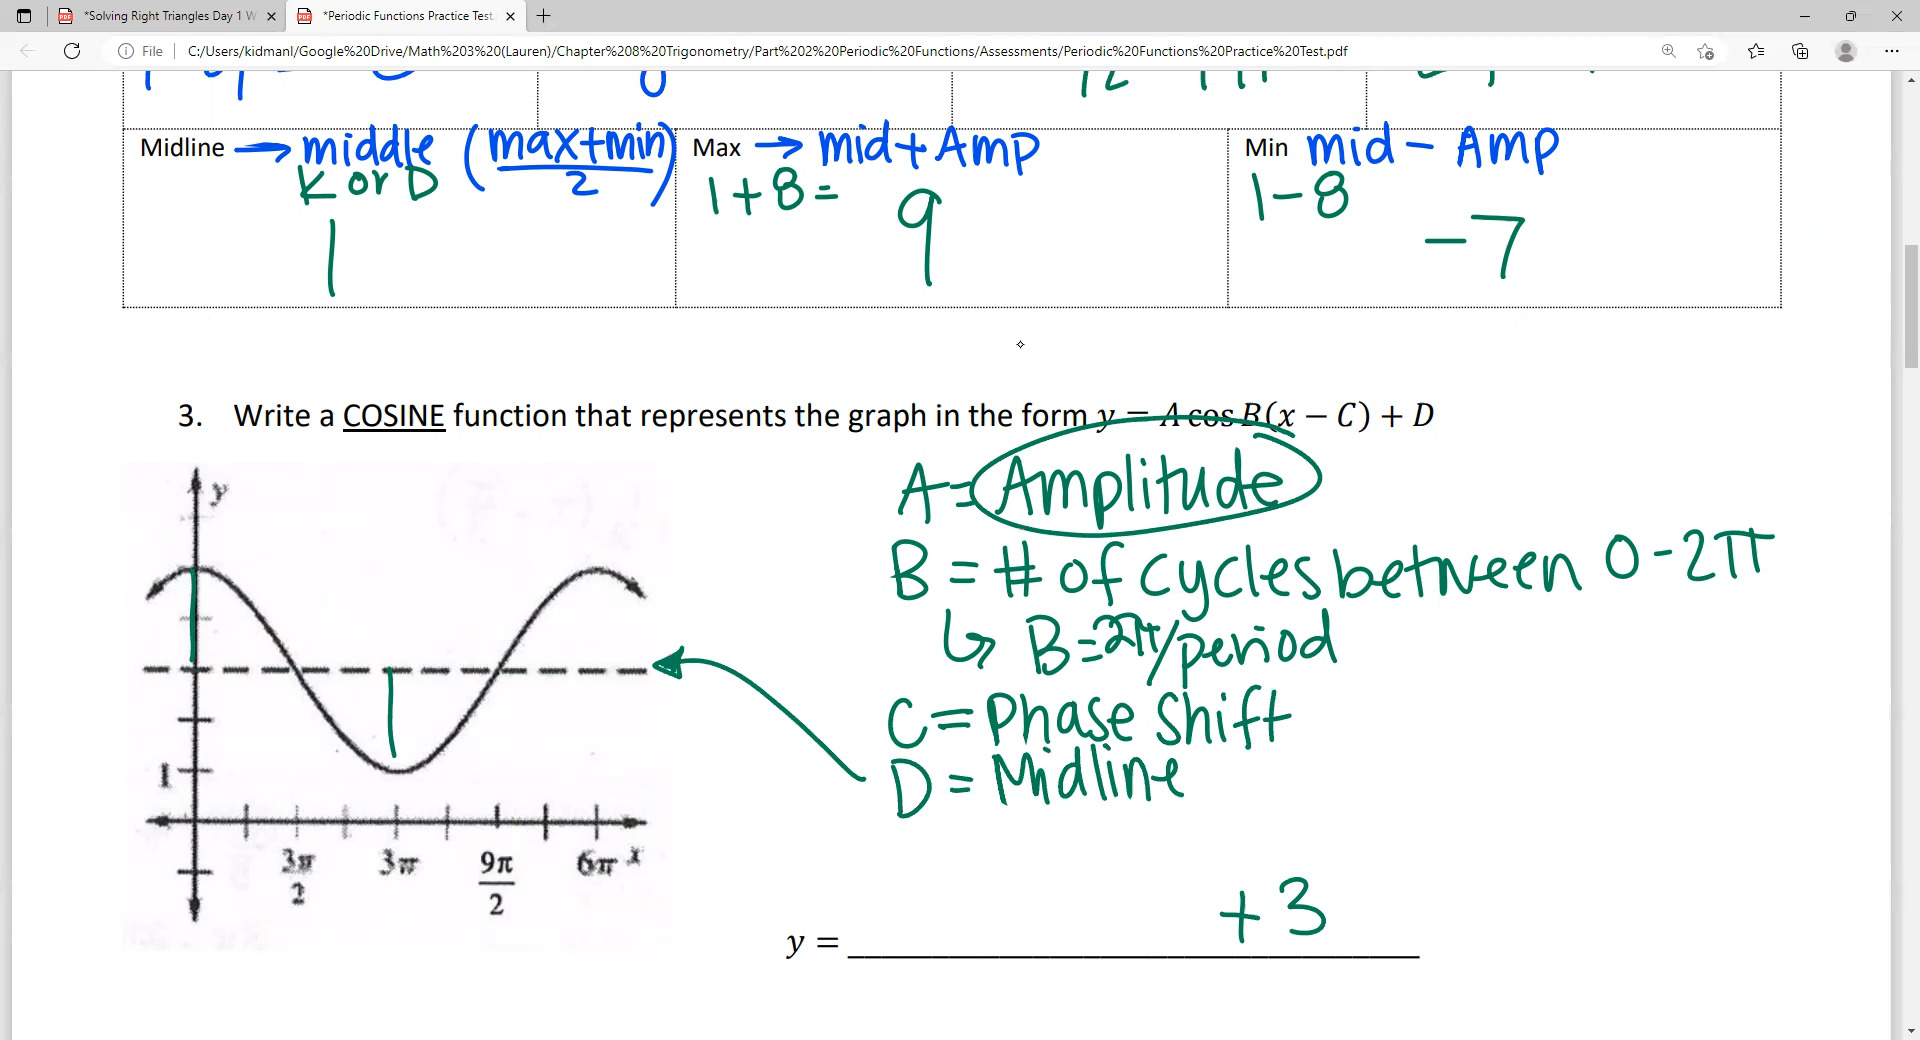 *Solving Right Triangles Day 1 W
*Periodic Functions Practice Test.
File
C:/Users/kidmanl/Google%20Drive/Math%203%20(Lauren)/Chapter%208%20Trigonometry/Part%202%20Periodic%20Functions/Assessments/Periodic%20Functions%20Practice%20Test.pdf
Midline → middle (max+min)/2
K or D
1
Max → mid+Amp
1+8=
9
Min mid - Amp
1-8
-7
3. Write a COSINE function that represents the graph in the form y = A cos B(x − C) + D
y
1
3π/2
3π
9π/2
6π x
A= Amplitude
B = # of cycles between 0-2π
↳ B=2π/period
C= Phase Shift
D = Midline
y = + 3